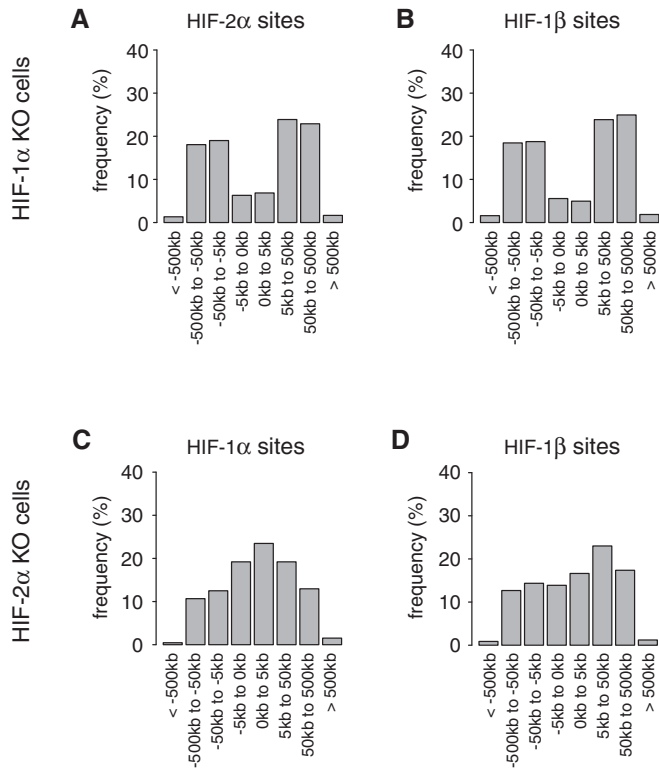 A
HIF-2α sites
B
HIF-1β sites
HIF-1α KO cells
frequency (%)
40
30
20
10
0
< -500kb
-500kb to -50kb
-50kb to -5kb
-5kb to 0kb
0kb to 5kb
5kb to 50kb
50kb to 500kb
> 500kb
frequency (%)
40
30
20
10
0
< -500kb
-500kb to -50kb
-50kb to -5kb
-5kb to 0kb
0kb to 5kb
5kb to 50kb
50kb to 500kb
> 500kb
C
HIF-1α sites
D
HIF-1β sites
HIF-2α KO cells
frequency (%)
40
30
20
10
0
< -500kb
-500kb to -50kb
-50kb to -5kb
-5kb to 0kb
0kb to 5kb
5kb to 50kb
50kb to 500kb
> 500kb
frequency (%)
40
30
20
10
0
< -500kb
-500kb to -50kb
-50kb to -5kb
-5kb to 0kb
0kb to 5kb
5kb to 50kb
50kb to 500kb
> 500kb